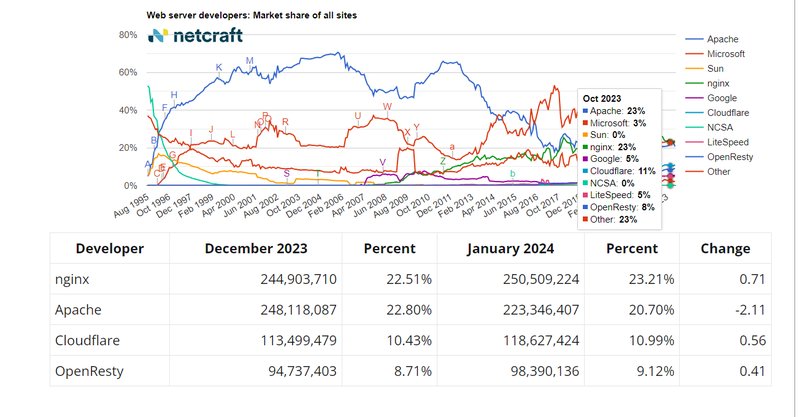 Web server developers: Market share of all sites
netcraft
80%
60%
40%
20%
0%
Apache
Microsoft
Sun
nginx
Google
Cloudflare
NCSA
LiteSpeed
OpenResty
Other
Oct 2023
Apache: 23%
Microsoft: 3%
Sun: 0%
nginx: 23%
Google: 5%
Cloudflare: 11%
NCSA: 0%
LiteSpeed: 5%
OpenResty: 8%
Other: 23%
A
B
F
H
K
M
I
J
L
R
S
U
W
V
X
Y
Z
a
b
Aug 1995
Oct 1996
Dec 1997
Feb 1999
Apr 2000
Jun 2001
Aug 2002
Oct 2003
Dec 2004
Feb 2006
Apr 2007
Jun 2008
Aug 2009
Oct 2010
Dec 2011
Feb 2013
Apr 2014
Jun 2015
Aug 2016
Oct 2017
Developer December 2023 Percent January 2024 Percent Change
nginx 244,903,710 22.51% 250,509,224 23.21% 0.71
Apache 248,118,087 22.80% 223,346,407 20.70% -2.11
Cloudflare 113,499,479 10.43% 118,627,424 10.99% 0.56
OpenResty 94,737,403 8.71% 98,390,136 9.12% 0.41